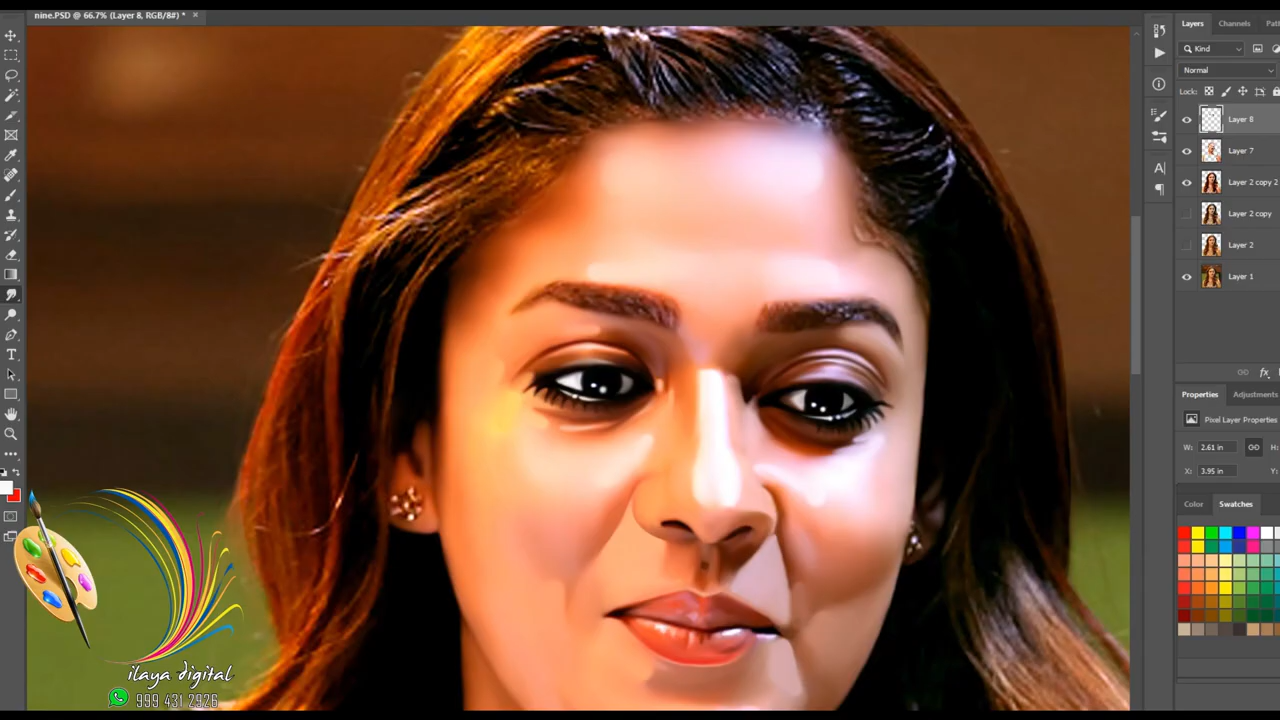 nine.PSD @ 66.7% (Layer 8, RGB/8#) * ×
Layers Channels
Kind
Normal
Lock:
Layer 8
Layer 7
Layer 2 copy 2
Layer 2 copy
Layer 2
Layer 1
fx
Properties Adjustments
Pixel Layer Properties
W: 2.61 in H:
X: 3.95 in Y:
Color Swatches
ilaya digital
999 431 2926